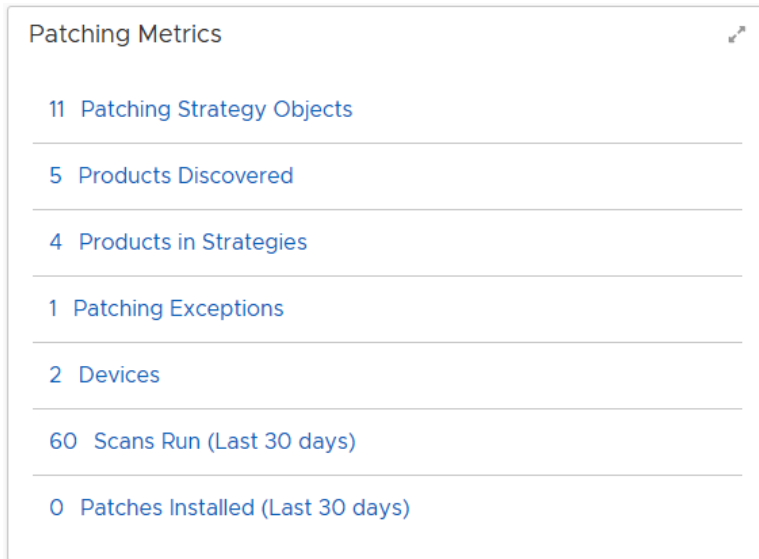 Patching Metrics
11 Patching Strategy Objects
5 Products Discovered
4 Products in Strategies
1 Patching Exceptions
2 Devices
60 Scans Run (Last 30 days)
0 Patches Installed (Last 30 days)